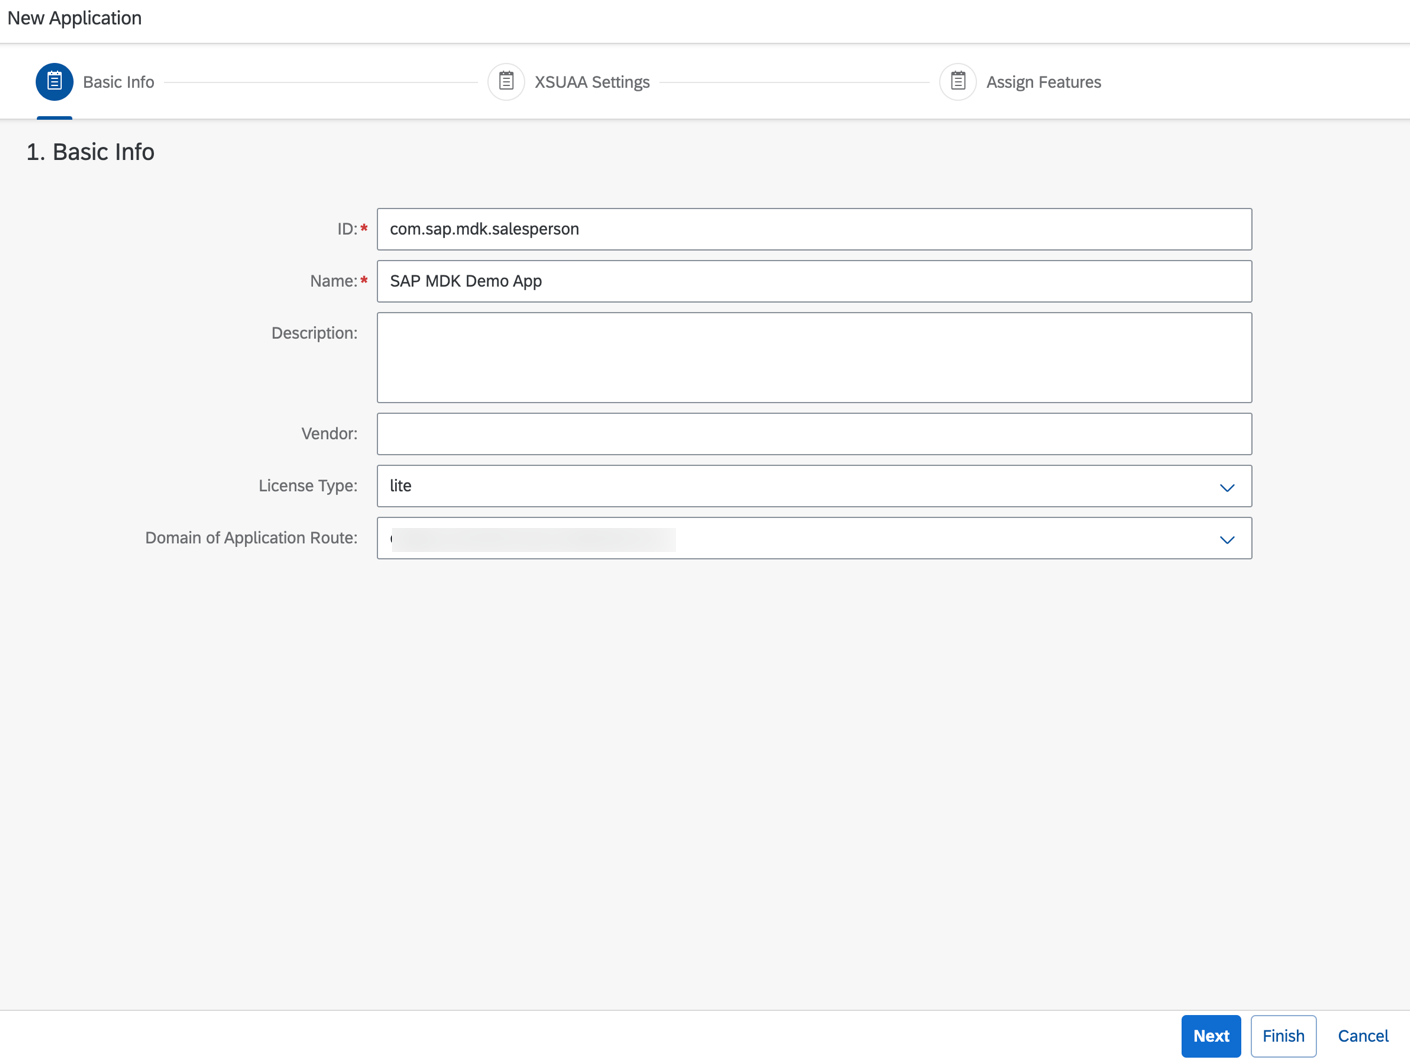 New Application
Basic Info
XSUAA Settings
Assign Features
1. Basic Info
ID:*
com.sap.mdk.salesperson
Name:*
SAP MDK Demo App
Description:
Vendor:
License Type:
lite
Domain of Application Route:
Next
Finish
Cancel